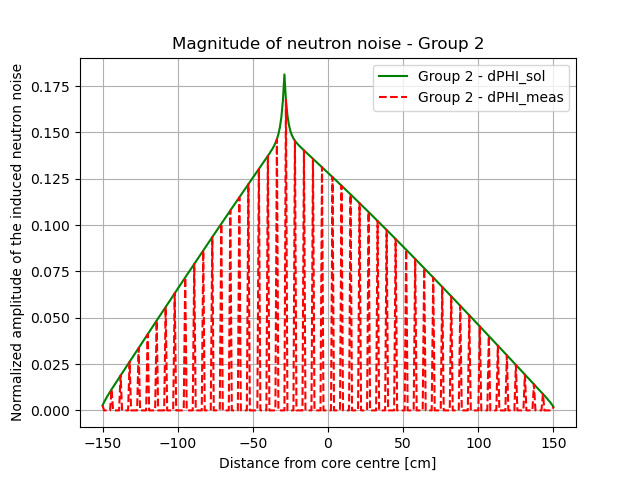 Magnitude of neutron noise - Group 2
Normalized amplitude of the induced neutron noise
0.175
0.150
0.125
0.100
0.075
0.050
0.025
0.000
Group 2 - dPHI_sol
Group 2 - dPHI_meas
−150 −100 −50 0 50 100 150
Distance from core centre [cm]